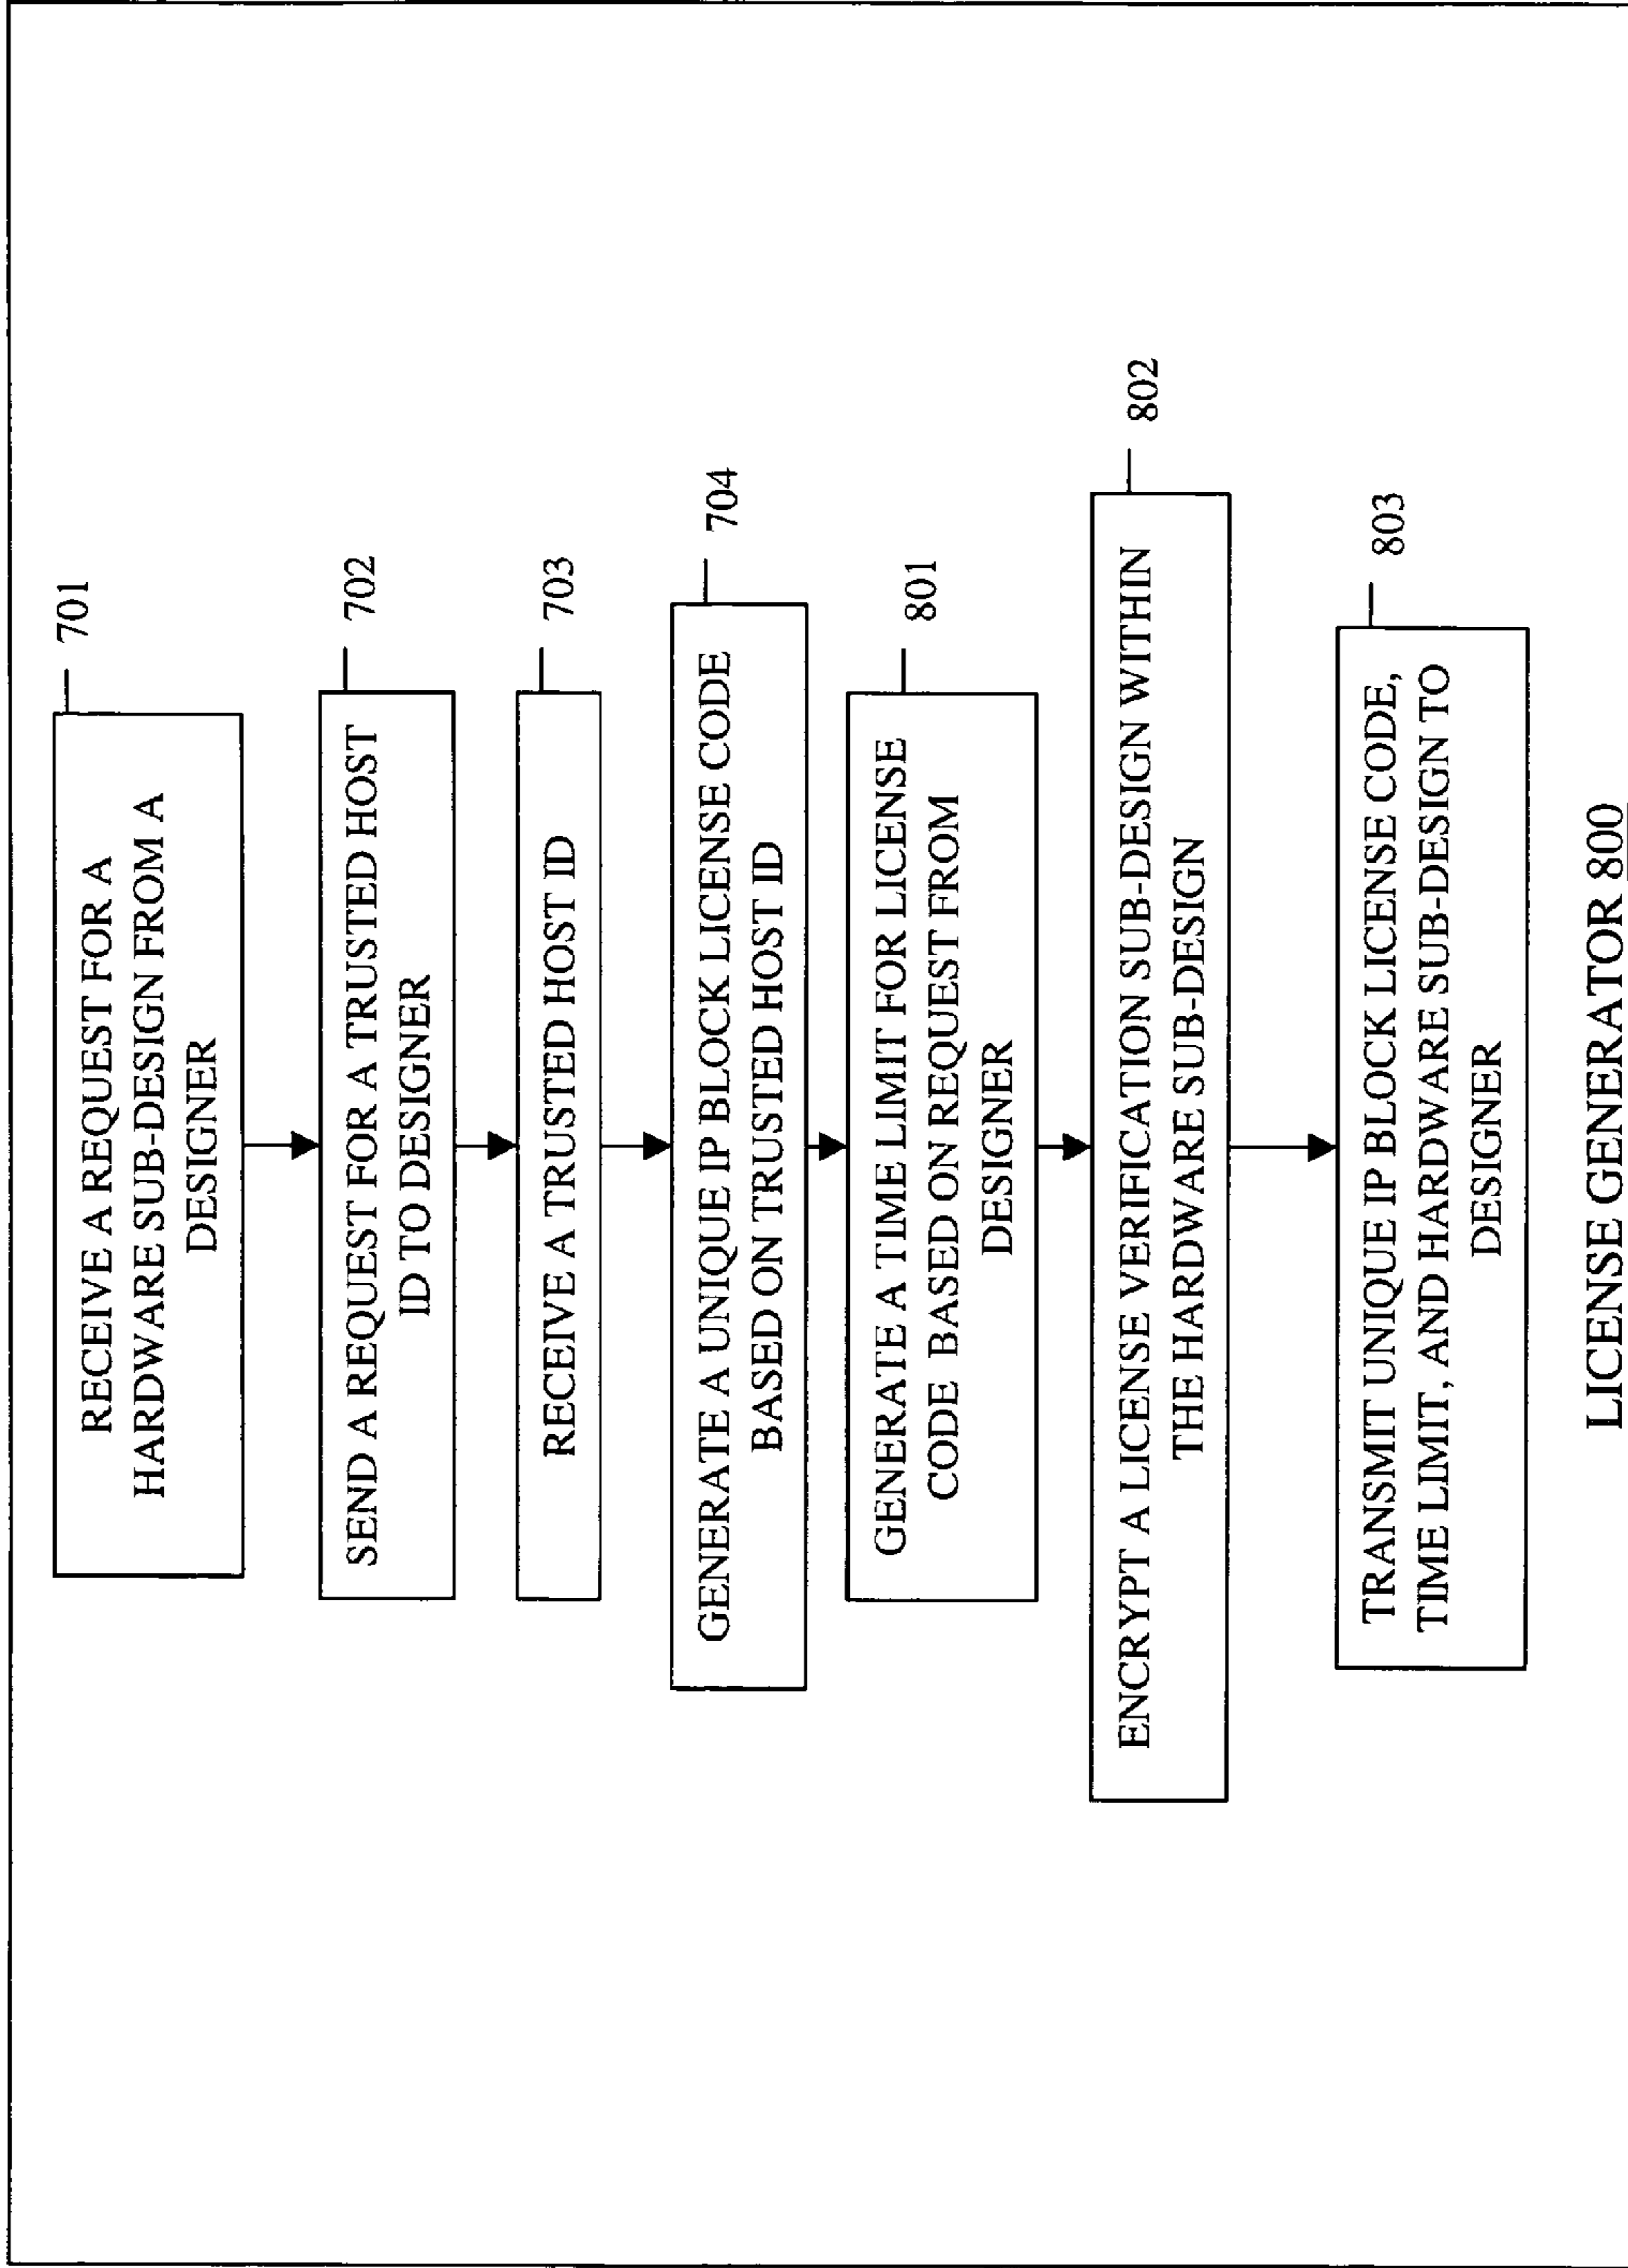 RECEIVE A REQUEST FOR A
HARDWARE SUB-DESIGN FROM A
DESIGNER
701
SEND A REQUEST FOR A TRUSTED HOST
ID TO DESIGNER
702
RECEIVE A TRUSTED HOST ID
703
GENERATE A UNIQUE IP BLOCK LICENSE CODE
BASED ON TRUSTED HOST ID
704
GENERATE A TIME LIMIT FOR LICENSE
CODE BASED ON REQUEST FROM
DESIGNER
801
ENCRYPT A LICENSE VERIFICATION SUB-DESIGN WITHIN
THE HARDWARE SUB-DESIGN
802
TRANSMIT UNIQUE IP BLOCK LICENSE CODE,
TIME LIMIT, AND HARDWARE SUB-DESIGN TO
DESIGNER
803
LICENSE GENERATOR 800